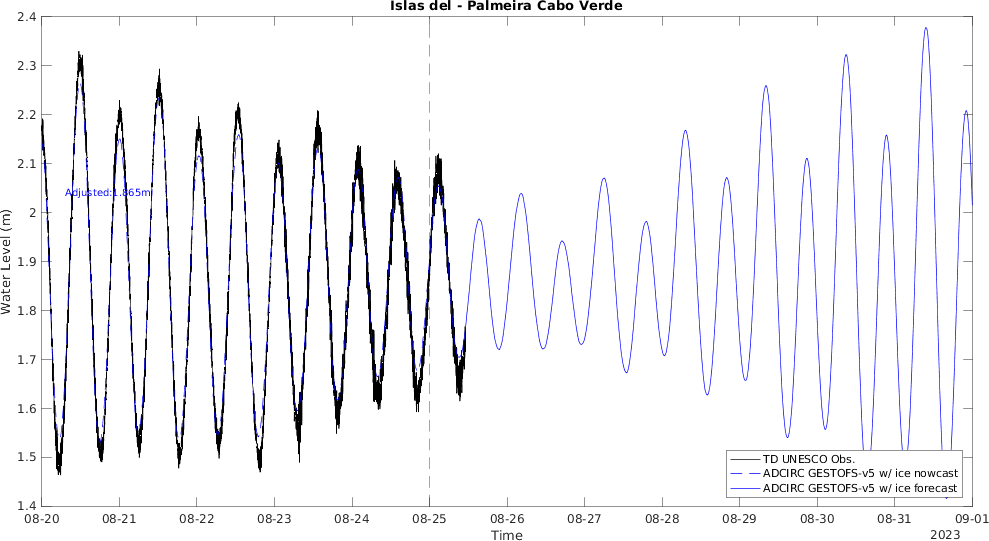 Islas del - Palmeira Cabo Verde
2.4
2.3
2.2
2.1
2
1.9
1.8
1.7
1.6
1.5
1.4
Water Level (m)
Adjusted:1.865m
TD UNESCO Obs.
ADCIRC GESTOFS-v5 w/ ice nowcast
ADCIRC GESTOFS-v5 w/ ice forecast
08-20 08-21 08-22 08-23 08-24 08-25 08-26 08-27 08-28 08-29 08-30 08-31 09-01
Time
2023